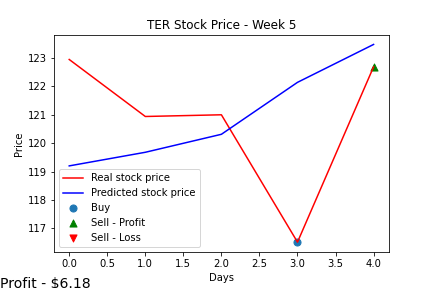 TER Stock Price - Week 5
Price
123
122
121
120
119
118
117
Real stock price
Predicted stock price
Buy
Sell - Profit
Sell - Loss
0.0 0.5 1.0 1.5 2.0 2.5 3.0 3.5 4.0
Days
Profit - $6.18